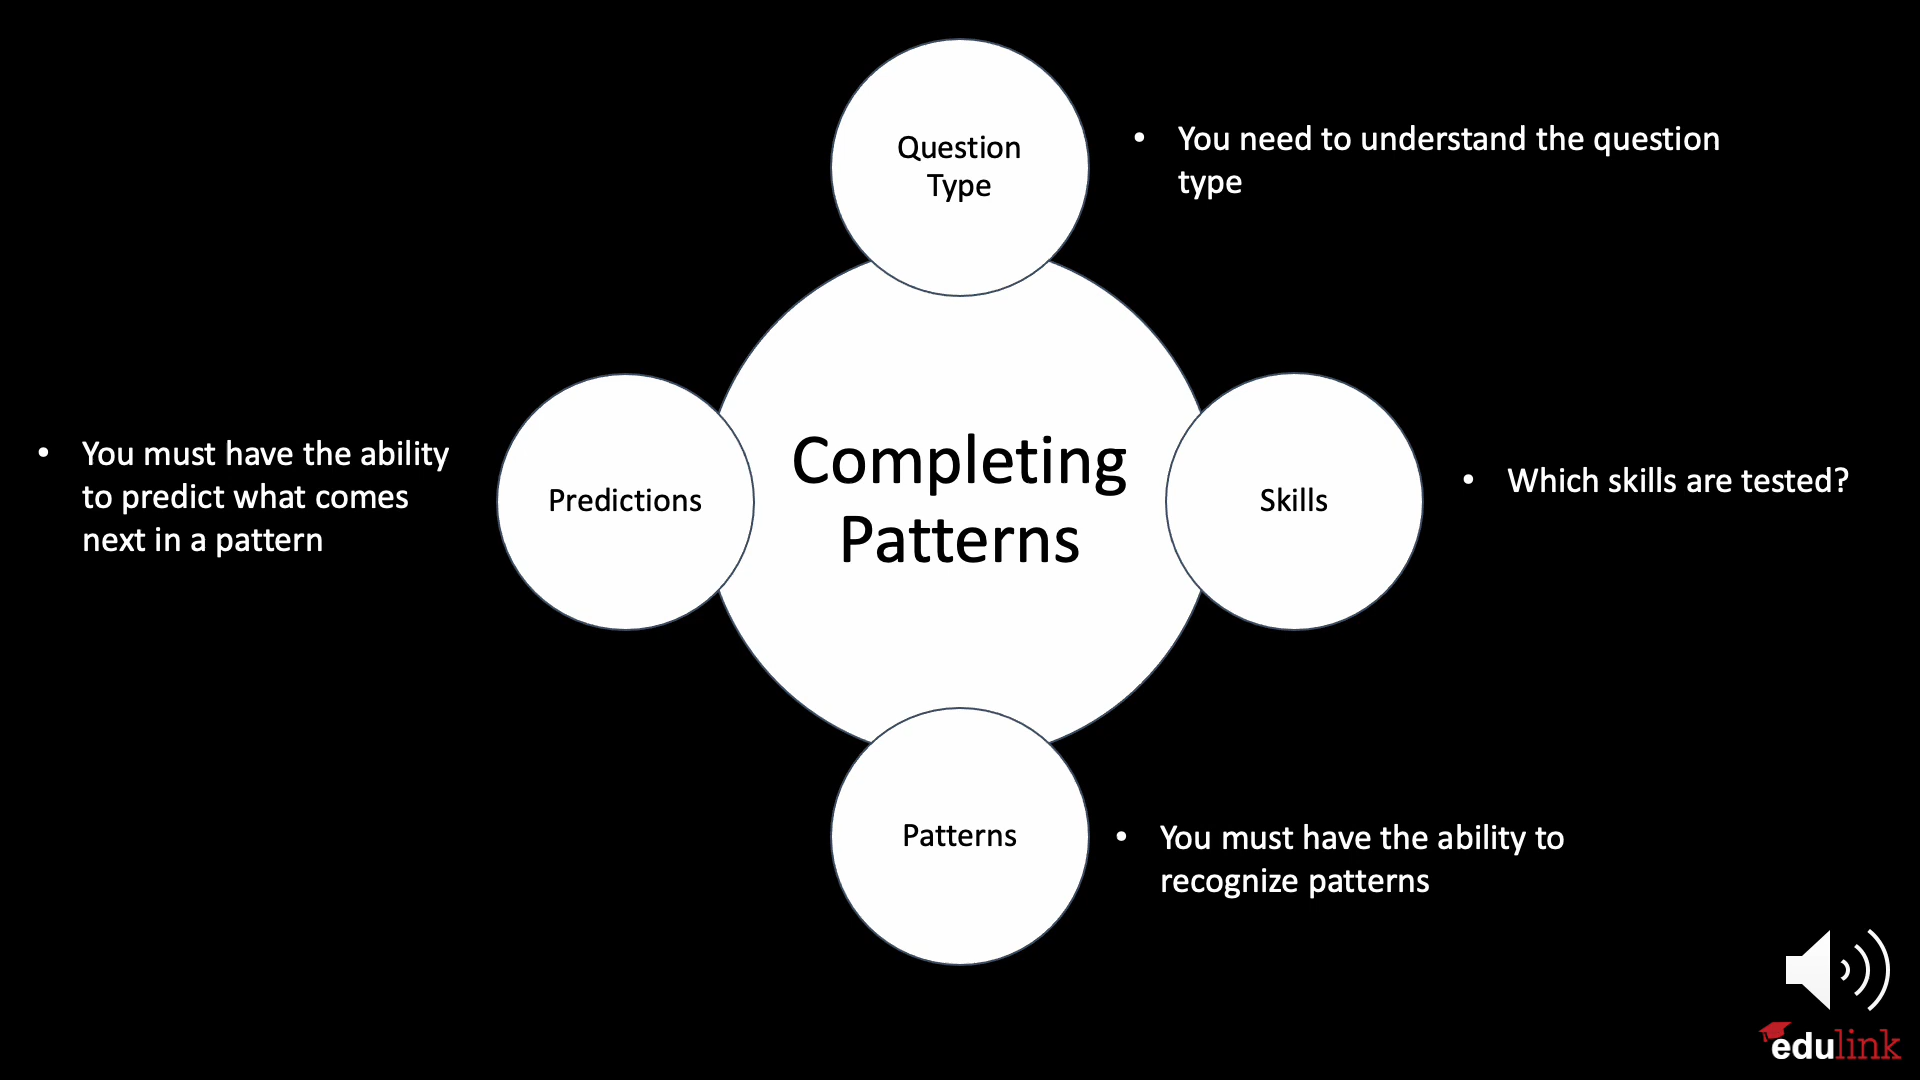 Question
Type
• You need to understand the question
type
• You must have the ability
to predict what comes
next in a pattern
Predictions
Completing
Patterns
Skills
• Which skills are tested?
Patterns
• You must have the ability to
recognize patterns
edulink